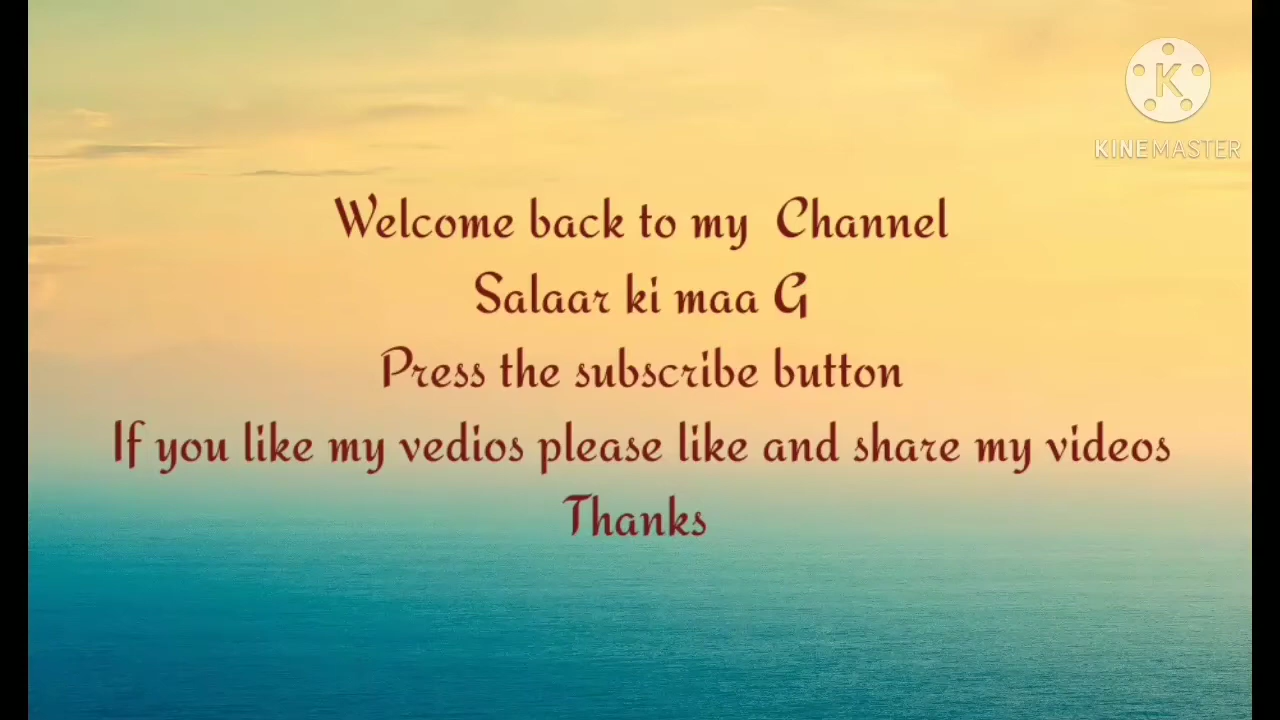 K
KINEMASTER
Welcome back to my Channel
Salaar ki maa G
Press the subscribe button
If you like my vedios please like and share my videos
Thanks